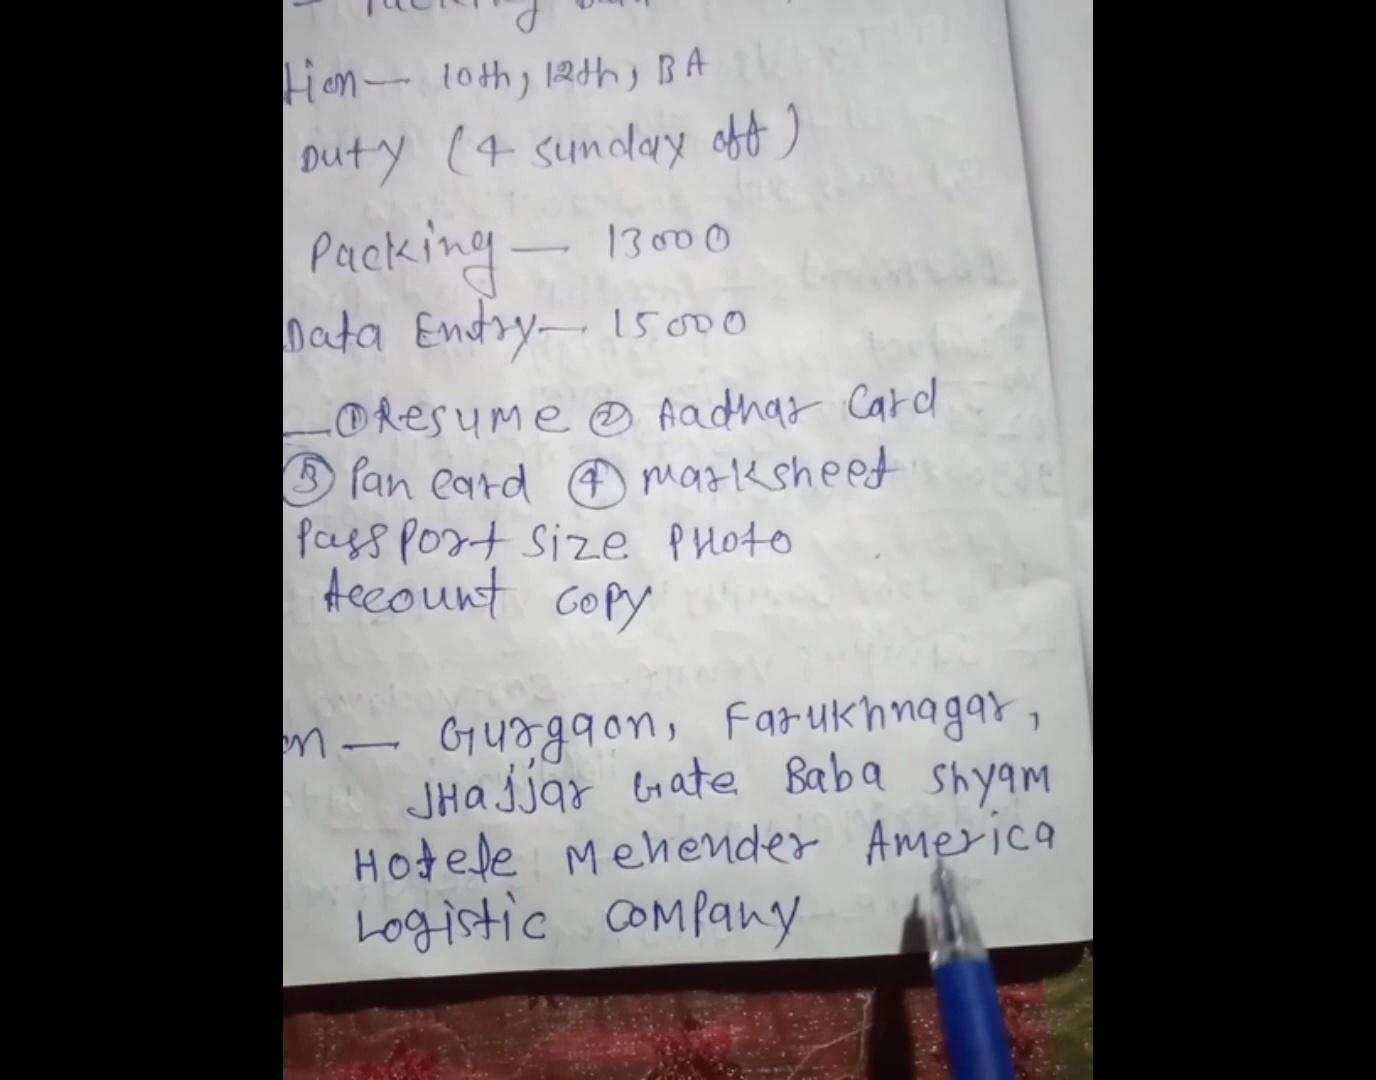 Packing
tion — 10th, 12th, BA
Duty (4 sunday off)
Packing — 13000
Data Entry — 15000
— ① Resume ② Aadhar Card
③ Pan Card ④ marksheet
Passport Size PHoto
Account Copy
on — Gurgaon, Farukhnagar,
JHajjar Gate Baba Shyam
Hotele Mehender America
Logistic Company